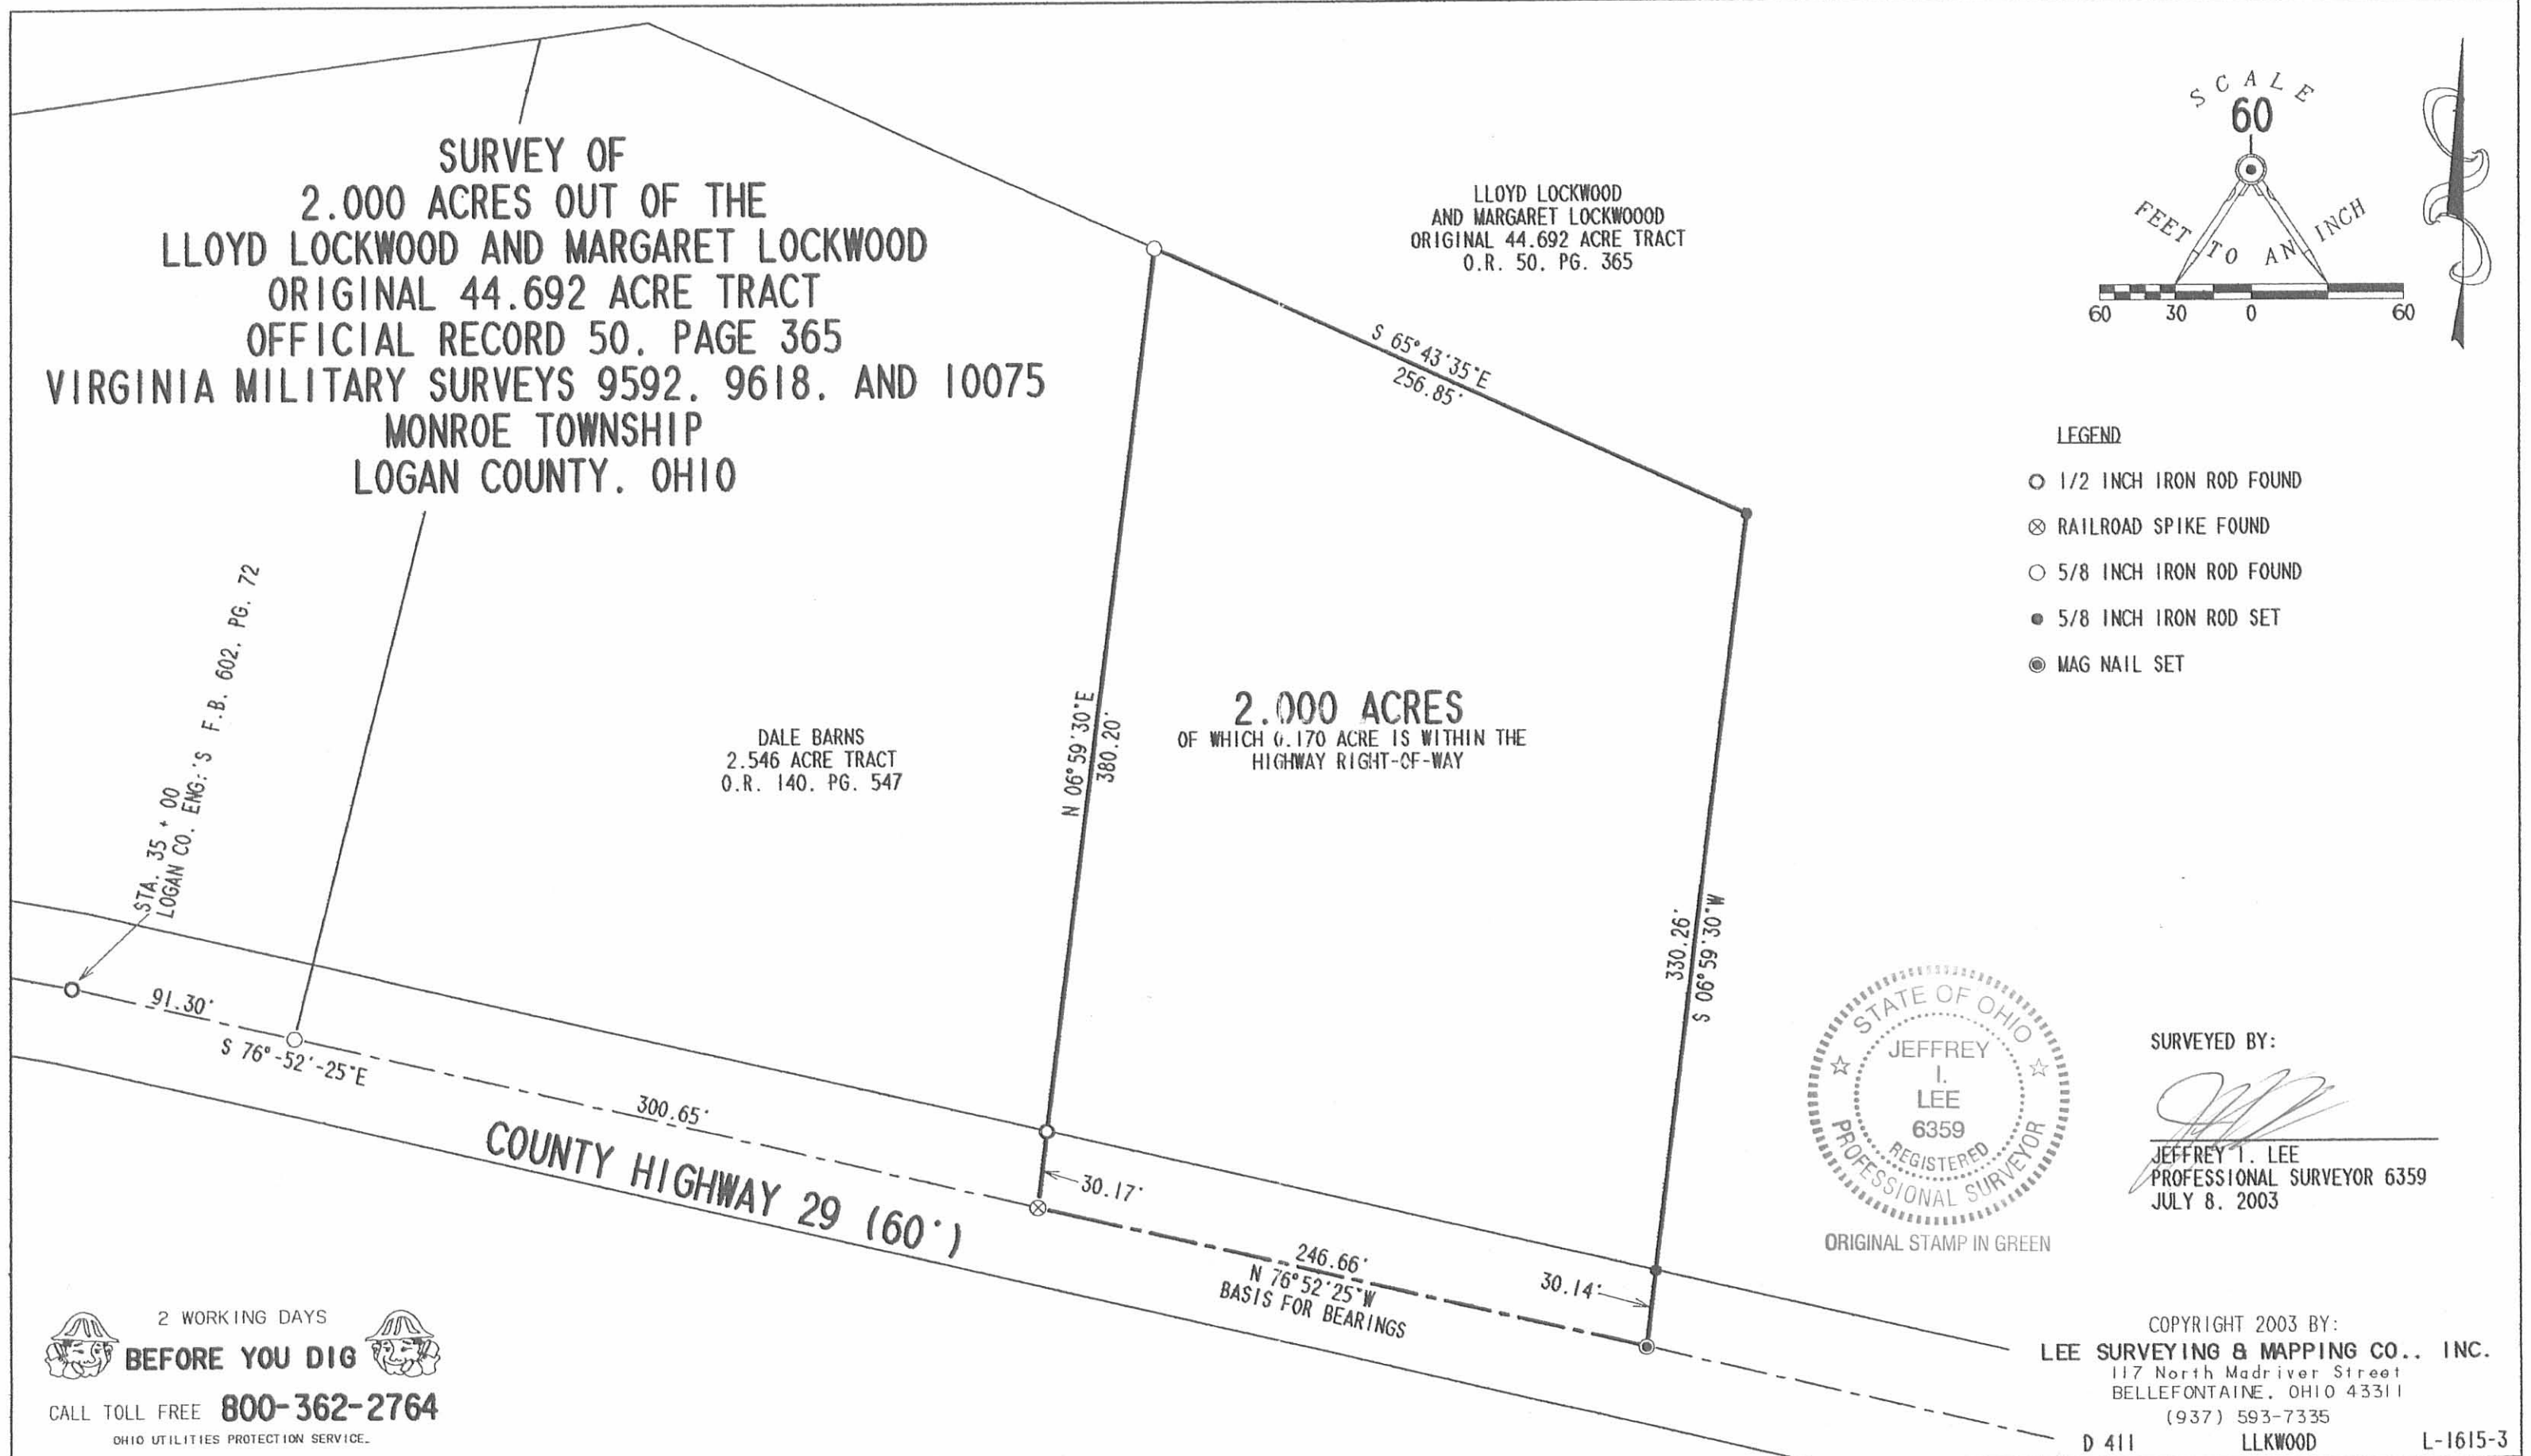 SURVEY OF
2.000 ACRES OUT OF THE
LLOYD LOCKWOOD AND MARGARET LOCKWOOD
ORIGINAL 44.692 ACRE TRACT
OFFICIAL RECORD 50. PAGE 365
VIRGINIA MILITARY SURVEYS 9592. 9618. AND 10075
MONROE TOWNSHIP
LOGAN COUNTY. OHIO
LLOYD LOCKWOOD
AND MARGARET LOCKWOOOD
ORIGINAL 44.692 ACRE TRACT
O.R. 50. PG. 365
SCALE
60
FEET TO AN INCH
60 30 0 60
S 65°43'35"E
256.85'
LEGEND
1/2 INCH IRON ROD FOUND
RAILROAD SPIKE FOUND
5/8 INCH IRON ROD FOUND
5/8 INCH IRON ROD SET
MAG NAIL SET
STA. 35 + 00
LOGAN CO. ENG.'S F.B. 602. PG. 72
DALE BARNS
2.546 ACRE TRACT
O.R. 140. PG. 547
N 06°59'30"E
380.20'
2.000 ACRES
OF WHICH 0.170 ACRE IS WITHIN THE
HIGHWAY RIGHT-OF-WAY
330.26'
S 06°59'30"W
91.30'
S 76°-52'-25"E
300.65'
COUNTY HIGHWAY 29 (60')
30.17'
246.66'
N 76°52'25"W
BASIS FOR BEARINGS
30.14'
STATE OF OHIO
JEFFREY
I.
LEE
6359
REGISTERED
PROFESSIONAL SURVEYOR
ORIGINAL STAMP IN GREEN
SURVEYED BY:
JEFFREY I. LEE
PROFESSIONAL SURVEYOR 6359
JULY 8. 2003
2 WORKING DAYS
BEFORE YOU DIG
CALL TOLL FREE 800-362-2764
OHIO UTILITIES PROTECTION SERVICE.
COPYRIGHT 2003 BY:
LEE SURVEYING & MAPPING CO.. INC.
117 North Madriver Street
BELLEFONTAINE. OHIO 43311
(937) 593-7335
D 411 LLKWOOD L-1615-3